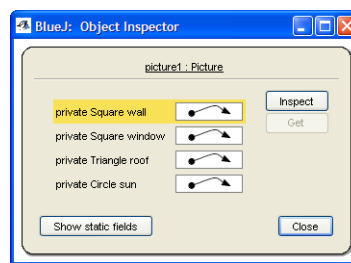 BlueJ: Object Inspector
picture1 : Picture
private Square wall
Inspect
Get
private Square window
private Triangle roof
private Circle sun
Show static fields
Close